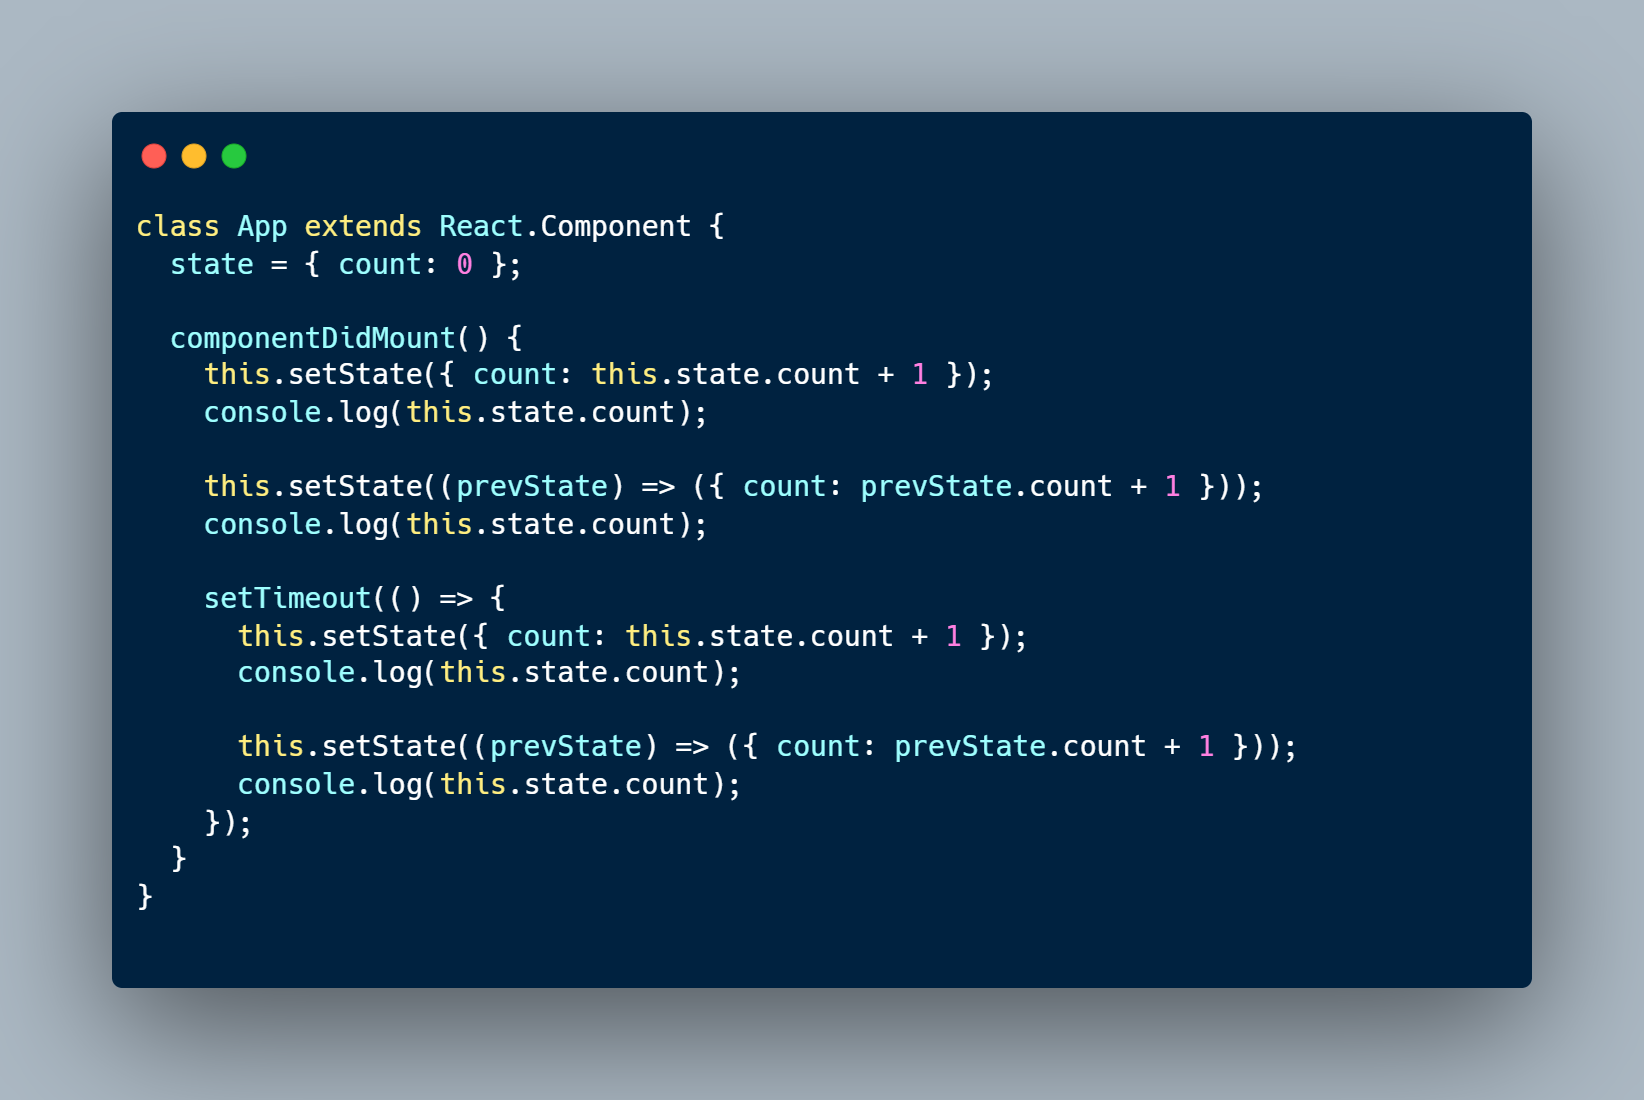 class App extends React.Component {
  state = { count: 0 };

  componentDidMount() {
    this.setState({ count: this.state.count + 1 });
    console.log(this.state.count);

    this.setState((prevState) => ({ count: prevState.count + 1 }));
    console.log(this.state.count);

    setTimeout(() => {
      this.setState({ count: this.state.count + 1 });
      console.log(this.state.count);

      this.setState((prevState) => ({ count: prevState.count + 1 }));
      console.log(this.state.count);
    });
  }
}